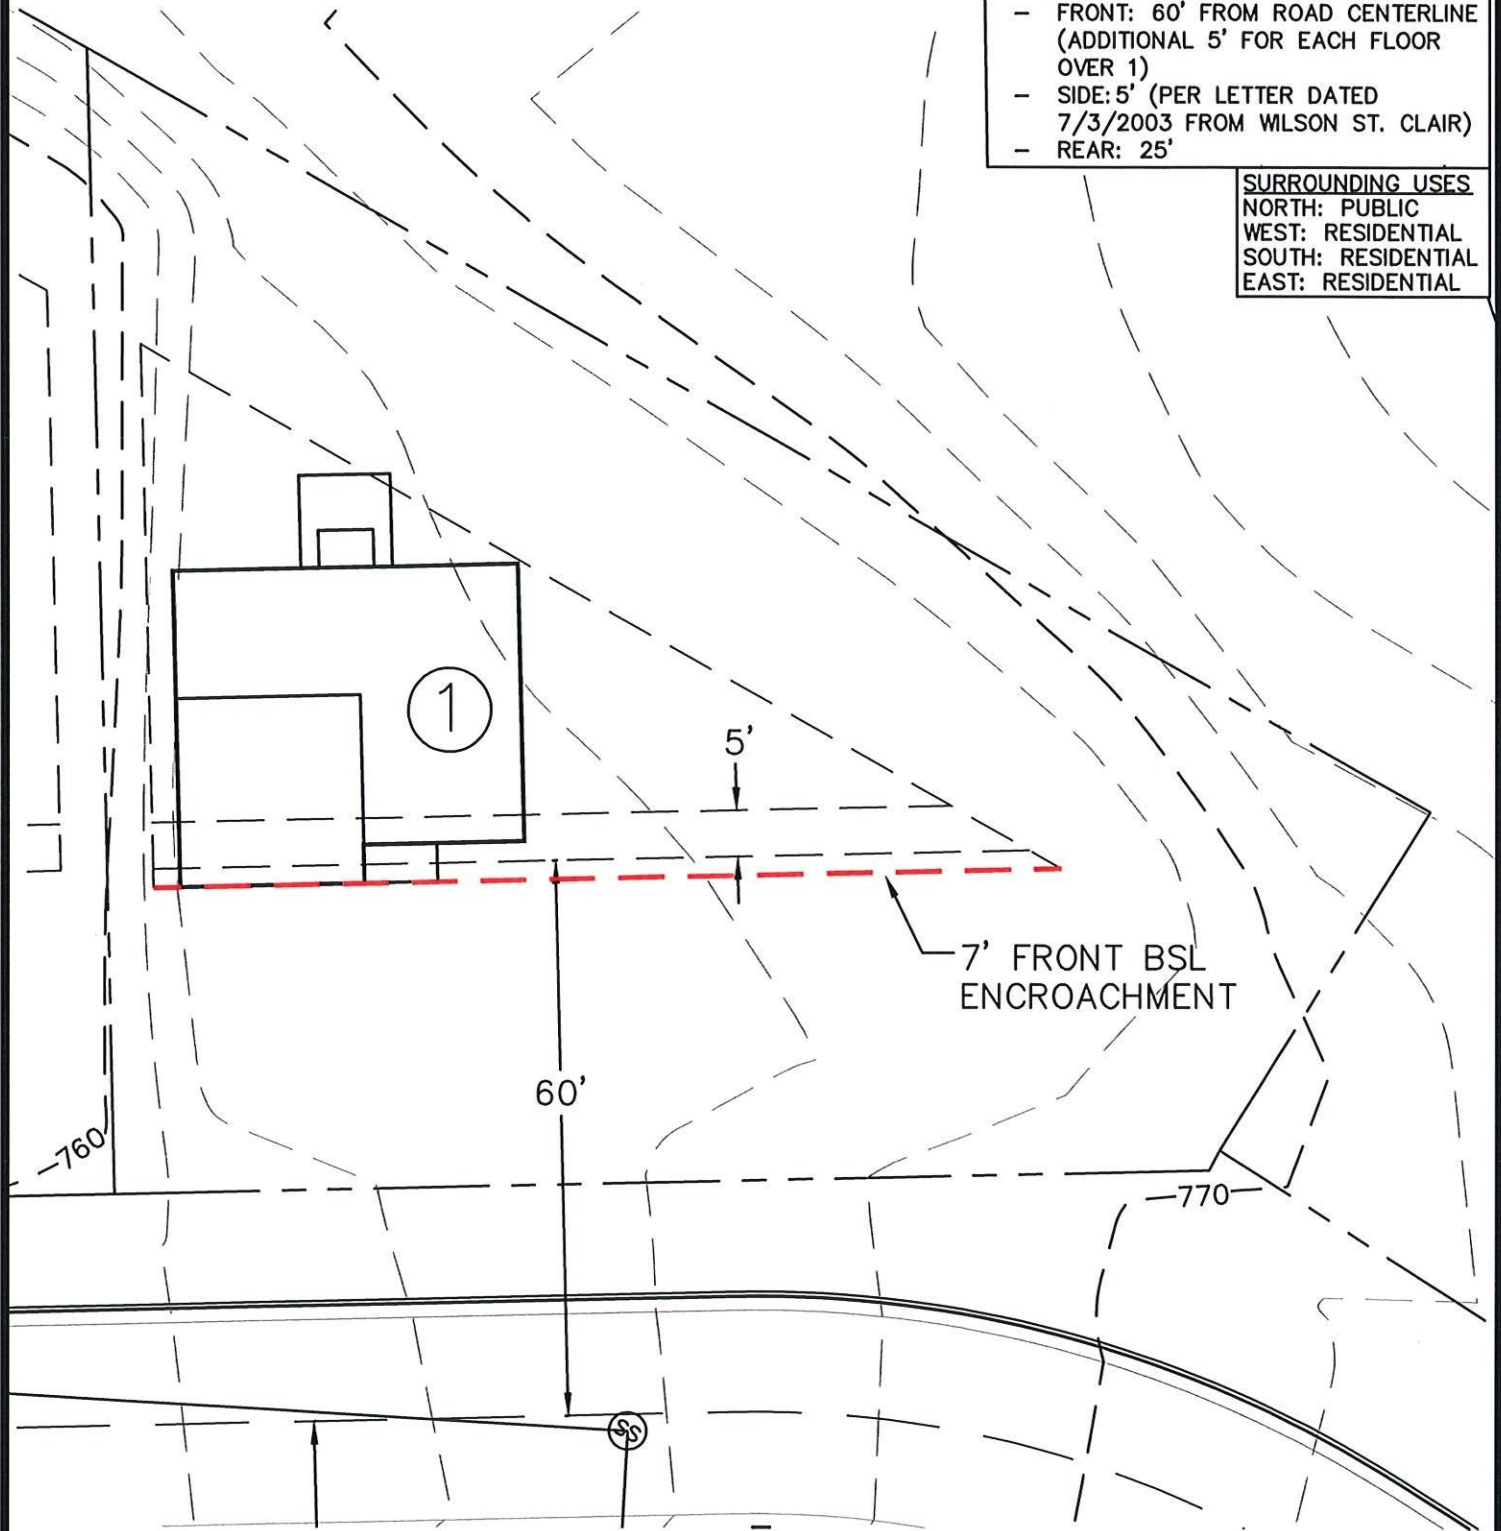 – FRONT: 60' FROM ROAD CENTERLINE
(ADDITIONAL 5' FOR EACH FLOOR
OVER 1)
– SIDE: 5' (PER LETTER DATED
7/3/2003 FROM WILSON ST. CLAIR)
– REAR: 25'
SURROUNDING USES
NORTH: PUBLIC
WEST: RESIDENTIAL
SOUTH: RESIDENTIAL
EAST: RESIDENTIAL
1
5'
7' FRONT BSL
ENCROACHMENT
60'
760
770
SS